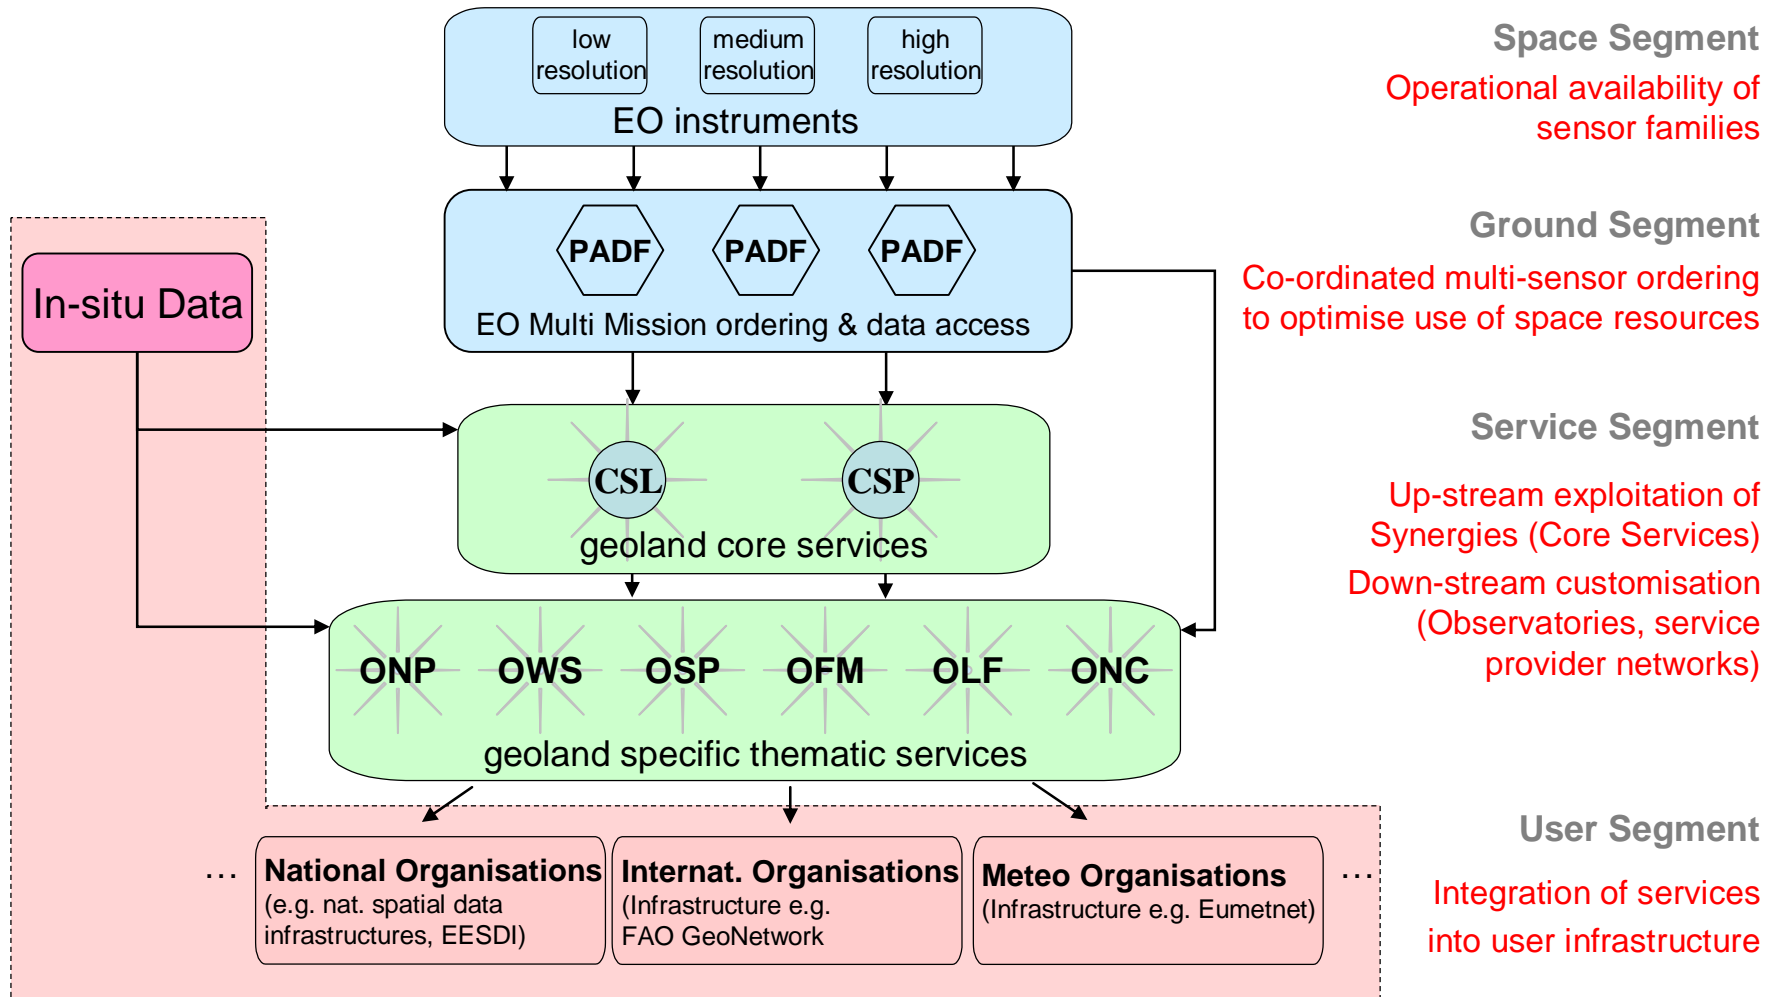 low
resolution
medium
resolution
high
resolution
EO instruments
Space Segment
Operational availability of
sensor families
PADF
PADF
PADF
EO Multi Mission ordering & data access
Ground Segment
Co-ordinated multi-sensor ordering
to optimise use of space resources
In-situ Data
CSL
CSP
geoland core services
Service Segment
Up-stream exploitation of
Synergies (Core Services)
Down-stream customisation
(Observatories, service
provider networks)
ONP
OWS
OSP
OFM
OLF
ONC
geoland specific thematic services
User Segment
Integration of services
into user infrastructure
...
National Organisations
(e.g. nat. spatial data
infrastructures, EESDI)
Internat. Organisations
(Infrastructure e.g.
FAO GeoNetwork
Meteo Organisations
(Infrastructure e.g. Eumetnet)
...